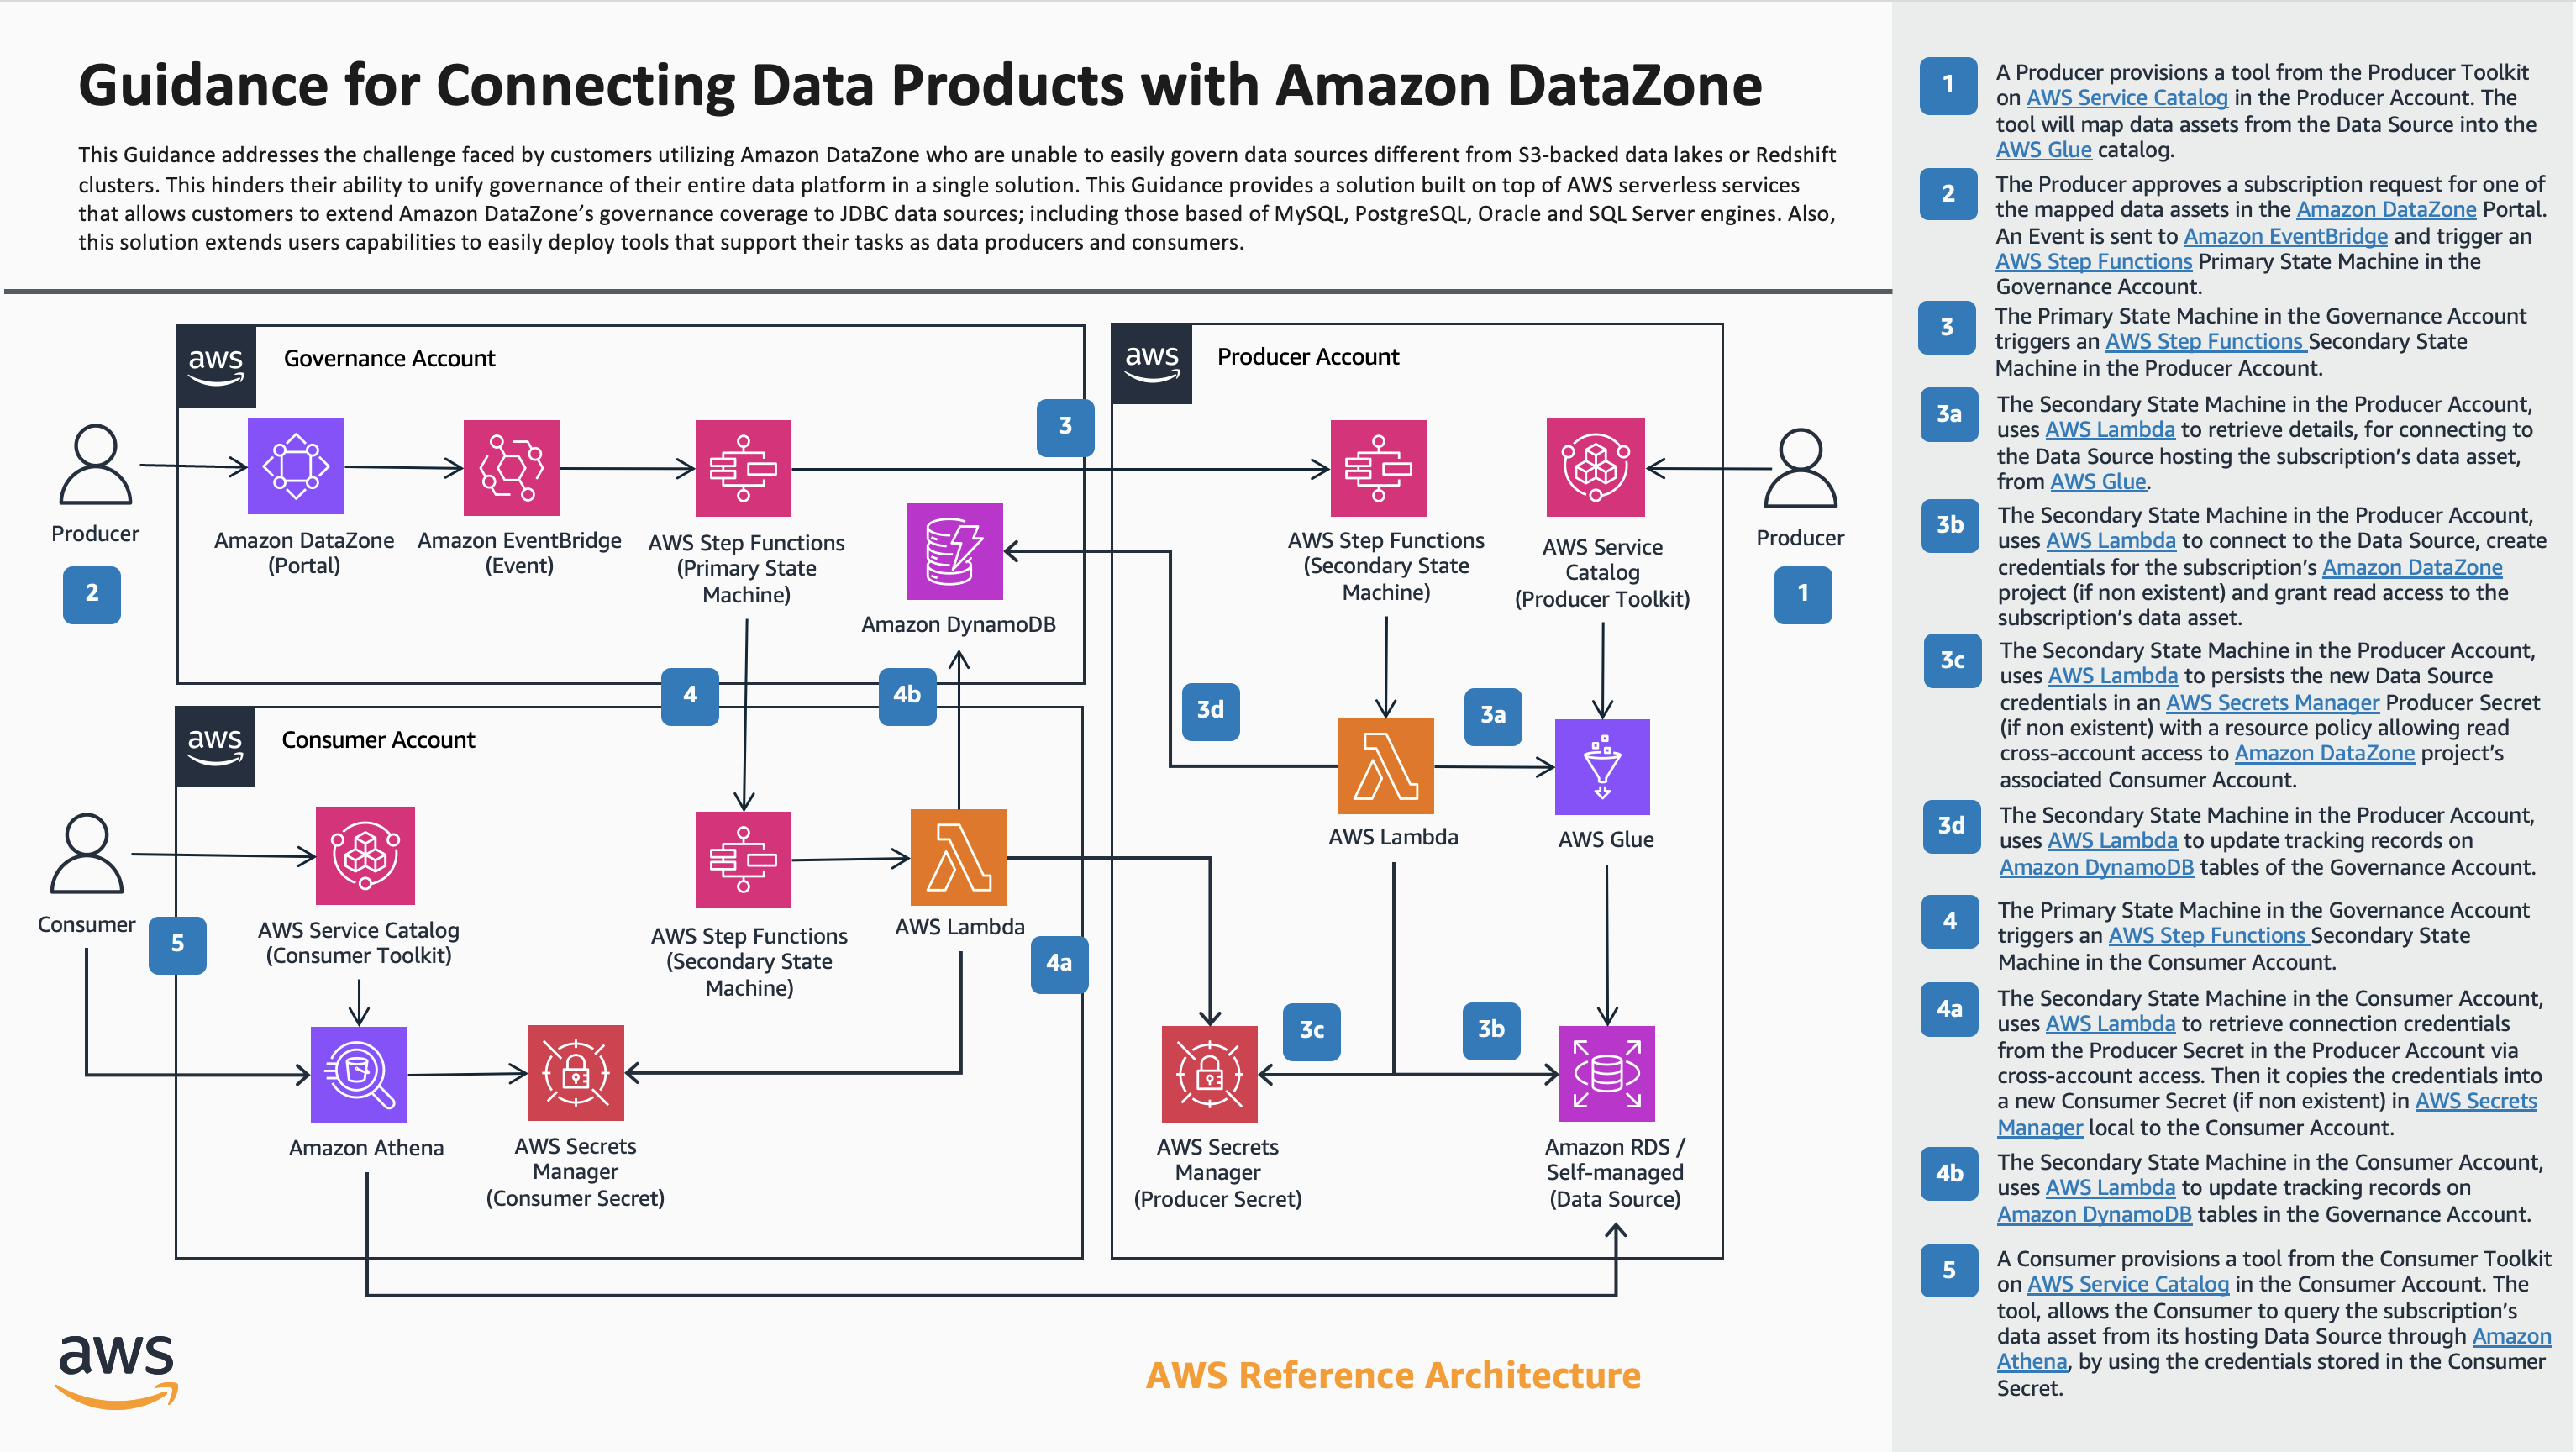 Guidance for Connecting Data Products with Amazon DataZone
This Guidance addresses the challenge faced by customers utilizing Amazon DataZone who are unable to easily govern data sources different from S3-backed data lakes or Redshift
clusters. This hinders their ability to unify governance of their entire data platform in a single solution. This Guidance provides a solution built on top of AWS serverless services
that allows customers to extend Amazon DataZone’s governance coverage to JDBC data sources; including those based of MySQL, PostgreSQL, Oracle and SQL Server engines. Also,
this solution extends users capabilities to easily deploy tools that support their tasks as data producers and consumers.
aws
Governance Account
Producer
2
Amazon DataZone
(Portal)
Amazon EventBridge
(Event)
AWS Step Functions
(Primary State
Machine)
Amazon DynamoDB
3
4
4b
aws
Producer Account
AWS Step Functions
(Secondary State
Machine)
AWS Service
Catalog
(Producer Toolkit)
Producer
1
3d
3a
AWS Lambda
AWS Glue
3c
3b
AWS Secrets
Manager
(Producer Secret)
Amazon RDS /
Self-managed
(Data Source)
aws
Consumer Account
Consumer
5
AWS Service Catalog
(Consumer Toolkit)
AWS Step Functions
(Secondary State
Machine)
AWS Lambda
4a
Amazon Athena
AWS Secrets
Manager
(Consumer Secret)
aws
AWS Reference Architecture
1
A Producer provisions a tool from the Producer Toolkit
on AWS Service Catalog in the Producer Account. The
tool will map data assets from the Data Source into the
AWS Glue catalog.
2
The Producer approves a subscription request for one of
the mapped data assets in the Amazon DataZone Portal.
An Event is sent to Amazon EventBridge and trigger an
AWS Step Functions Primary State Machine in the
Governance Account.
3
The Primary State Machine in the Governance Account
triggers an AWS Step Functions Secondary State
Machine in the Producer Account.
3a
The Secondary State Machine in the Producer Account,
uses AWS Lambda to retrieve details, for connecting to
the Data Source hosting the subscription’s data asset,
from AWS Glue.
3b
The Secondary State Machine in the Producer Account,
uses AWS Lambda to connect to the Data Source, create
credentials for the subscription’s Amazon DataZone
project (if non existent) and grant read access to the
subscription’s data asset.
3c
The Secondary State Machine in the Producer Account,
uses AWS Lambda to persists the new Data Source
credentials in an AWS Secrets Manager Producer Secret
(if non existent) with a resource policy allowing read
cross-account access to Amazon DataZone project’s
associated Consumer Account.
3d
The Secondary State Machine in the Producer Account,
uses AWS Lambda to update tracking records on
Amazon DynamoDB tables of the Governance Account.
4
The Primary State Machine in the Governance Account
triggers an AWS Step Functions Secondary State
Machine in the Consumer Account.
4a
The Secondary State Machine in the Consumer Account,
uses AWS Lambda to retrieve connection credentials
from the Producer Secret in the Producer Account via
cross-account access. Then it copies the credentials into
a new Consumer Secret (if non existent) in AWS Secrets
Manager local to the Consumer Account.
4b
The Secondary State Machine in the Consumer Account,
uses AWS Lambda to update tracking records on
Amazon DynamoDB tables in the Governance Account.
5
A Consumer provisions a tool from the Consumer Toolkit
on AWS Service Catalog in the Consumer Account. The
tool, allows the Consumer to query the subscription’s
data asset from its hosting Data Source through Amazon
Athena, by using the credentials stored in the Consumer
Secret.